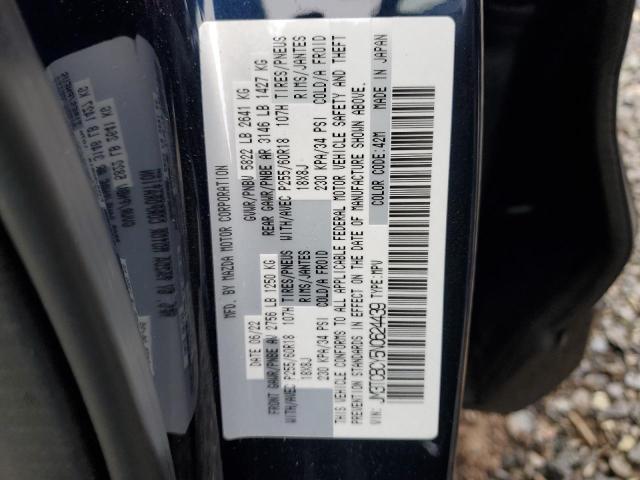 MFD. BY MAZDA MOTOR CORPORATION
DATE 06/22 GVWR/PNBV 5822 LB 2641 KG
FRONT GAWR/PNBE AV 2756 LB 1250 KG REAR GAWR/PNBE AR 3146 LB 1427 KG
WITH/AVEC P255/60R18 107H TIRES/PNEUS WITH/AVEC P255/60R18 107H TIRES/PNEUS
18X8J RIMS/JANTES 18X8J RIMS/JANTES
230 KPA/34 PSI COLD/A FROID 230 KPA/34 PSI COLD/A FROID
THIS VEHICLE CONFORMS TO ALL APPLICABLE FEDERAL MOTOR VEHICLE SAFETY AND THEFT
PREVENTION STANDARDS IN EFFECT ON THE DATE OF MANUFACTURE SHOWN ABOVE.
MADE IN JAPAN
VIN: JM3TCBCY5N0624439 TYPE:MPV COLOR CODE:42M